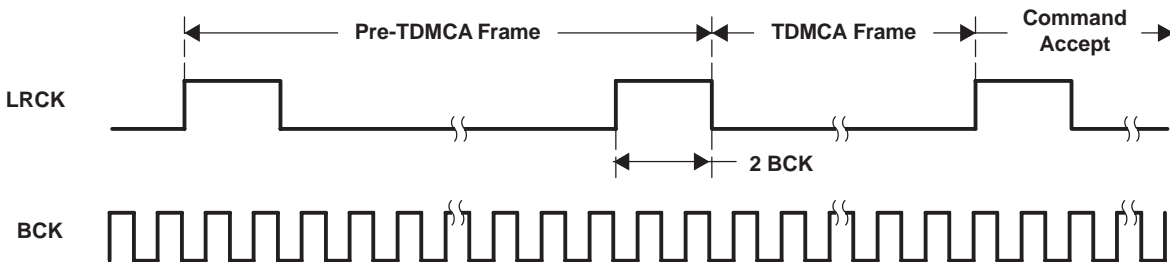 Pre-TDMCA Frame
TDMCA Frame
Command
Accept
LRCK
2 BCK
BCK